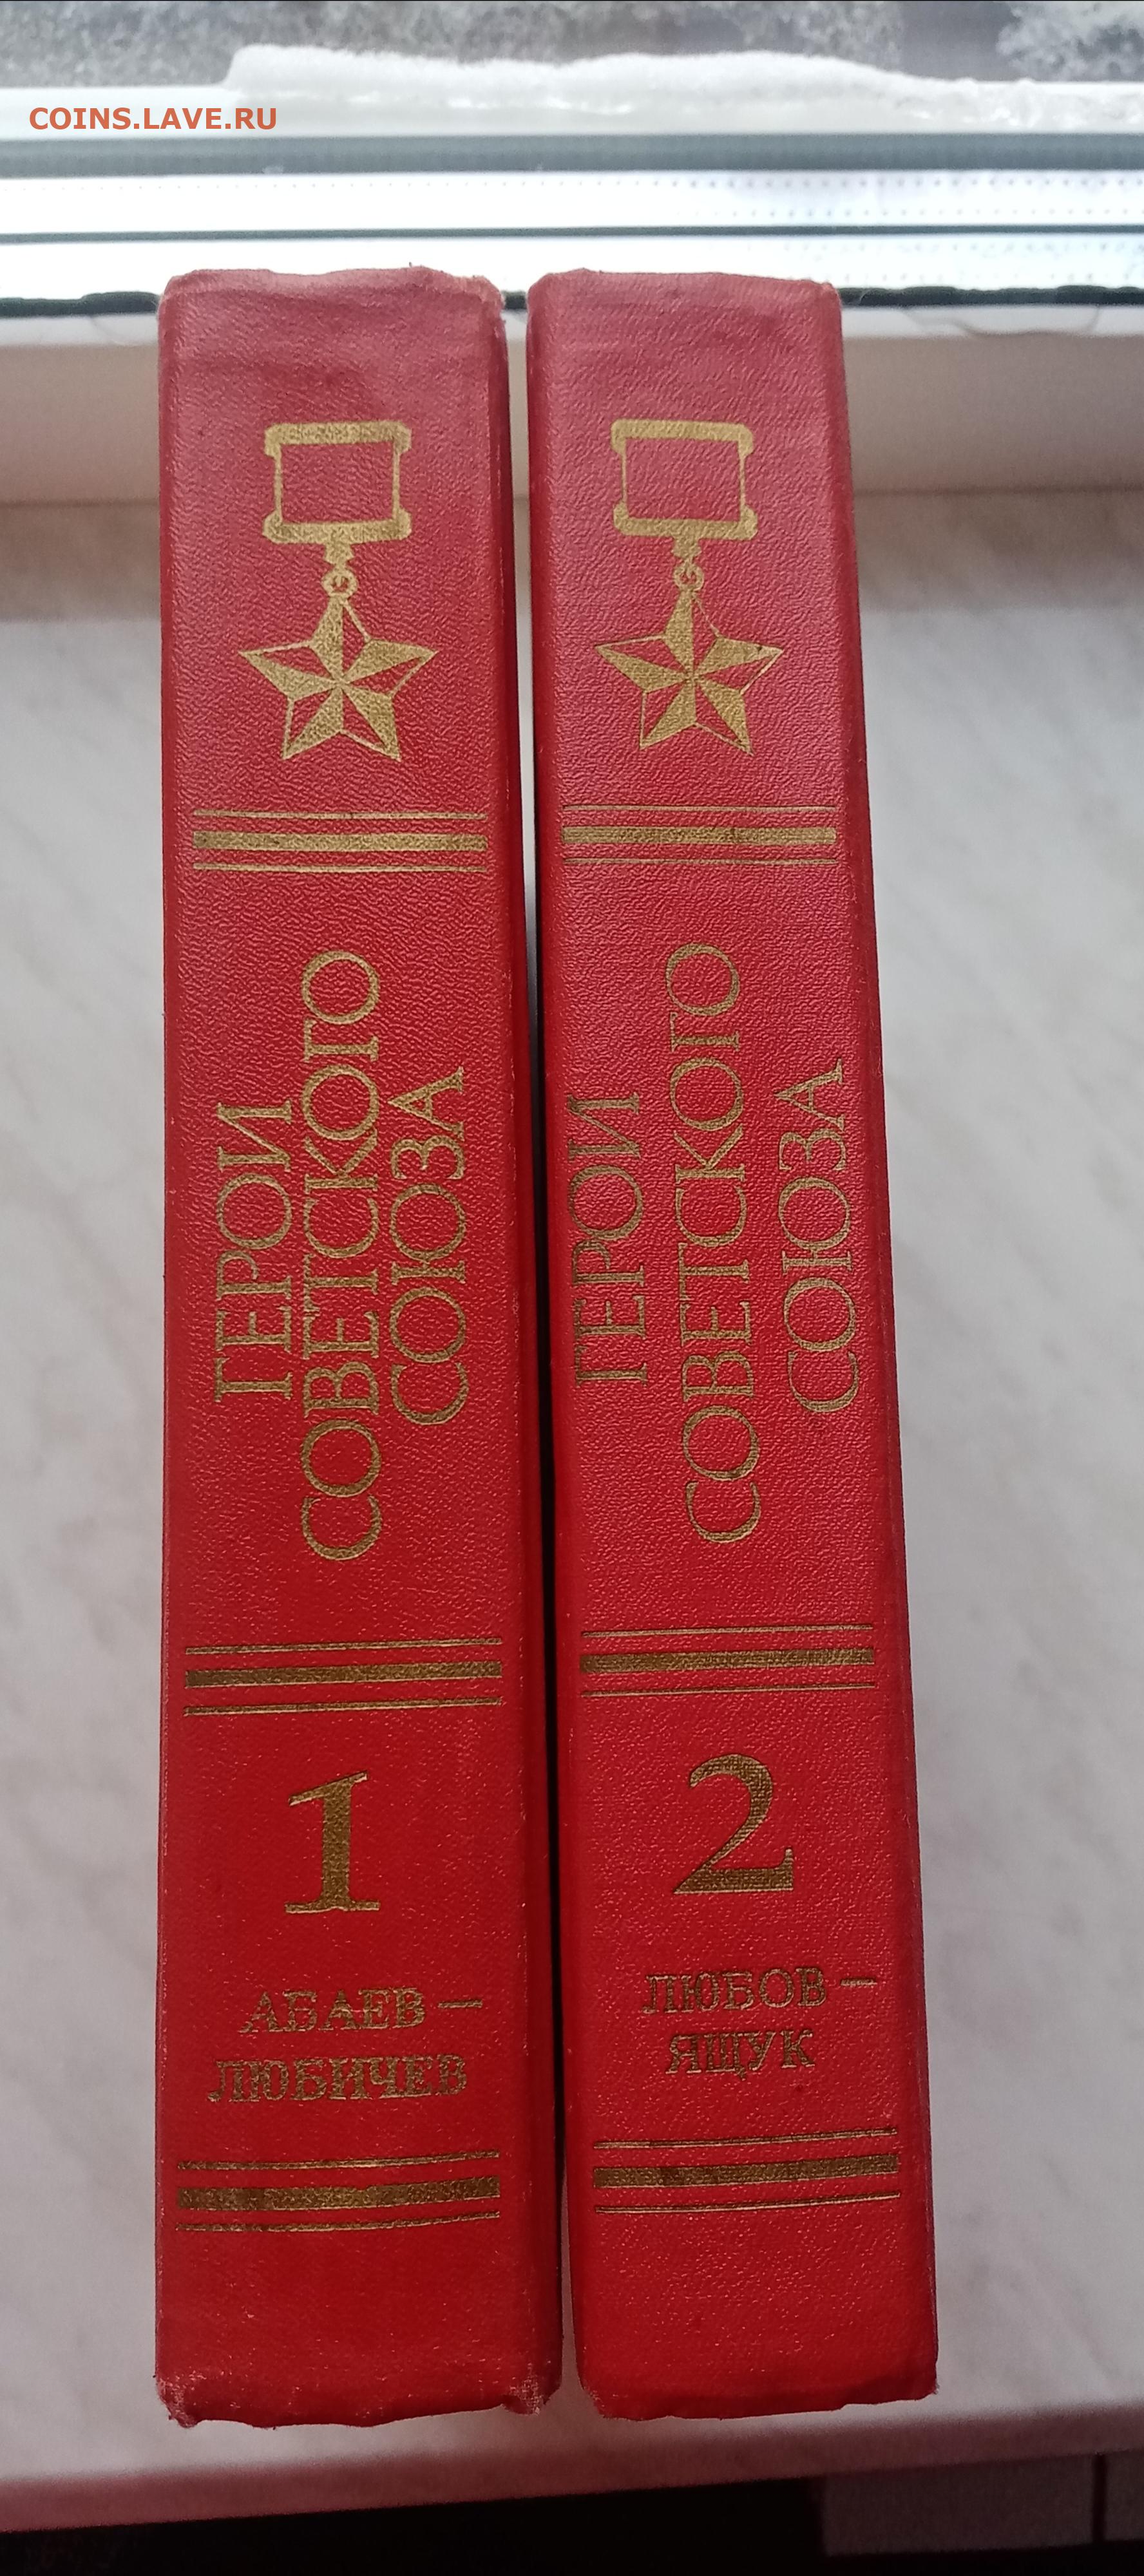 COINS.LAVE.RU
ГЕРОИ
СОВЕТСКОГО
СОЮЗА
1
АБАЕВ —
ЛЮБИЧЕВ
ГЕРОИ
СОВЕТСКОГО
СОЮЗА
2
ЛЮБОВ —
ЯЩУК